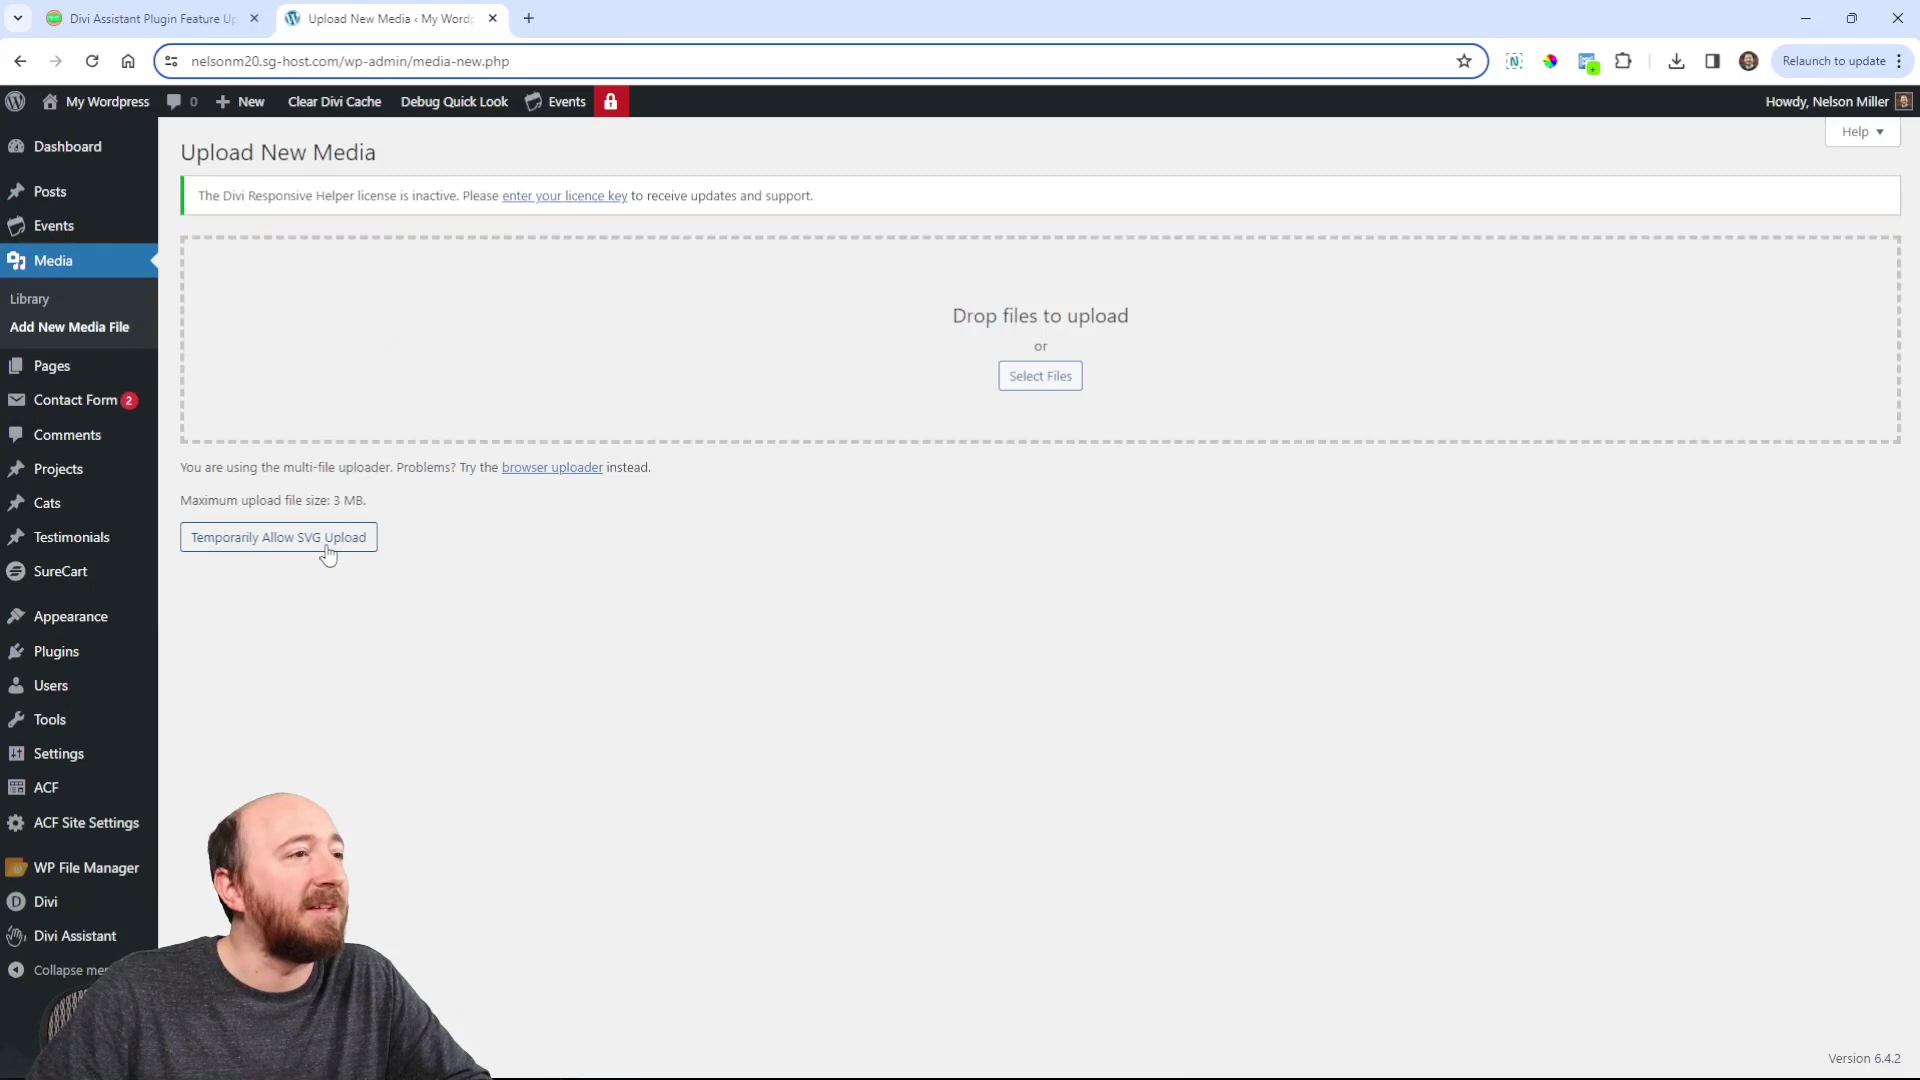 Divi Assistant Plugin Feature Up
Upload New Media ‹ My Wordp
nelsonm20.sg-host.com/wp-admin/media-new.php
Relaunch to update
My Wordpress
0
New
Clear Divi Cache
Debug Quick Look
Events
Howdy, Nelson Miller
Help
Dashboard
Posts
Events
Media
Library
Add New Media File
Pages
Contact Form 2
Comments
Projects
Cats
Testimonials
SureCart
Appearance
Plugins
Users
Tools
Settings
ACF
ACF Site Settings
WP File Manager
Divi
Divi Assistant
Collapse me
Upload New Media
The Divi Responsive Helper license is inactive. Please enter your licence key to receive updates and support.
Drop files to upload
or
Select Files
You are using the multi-file uploader. Problems? Try the browser uploader instead.
Maximum upload file size: 3 MB.
Temporarily Allow SVG Upload
Version 6.4.2